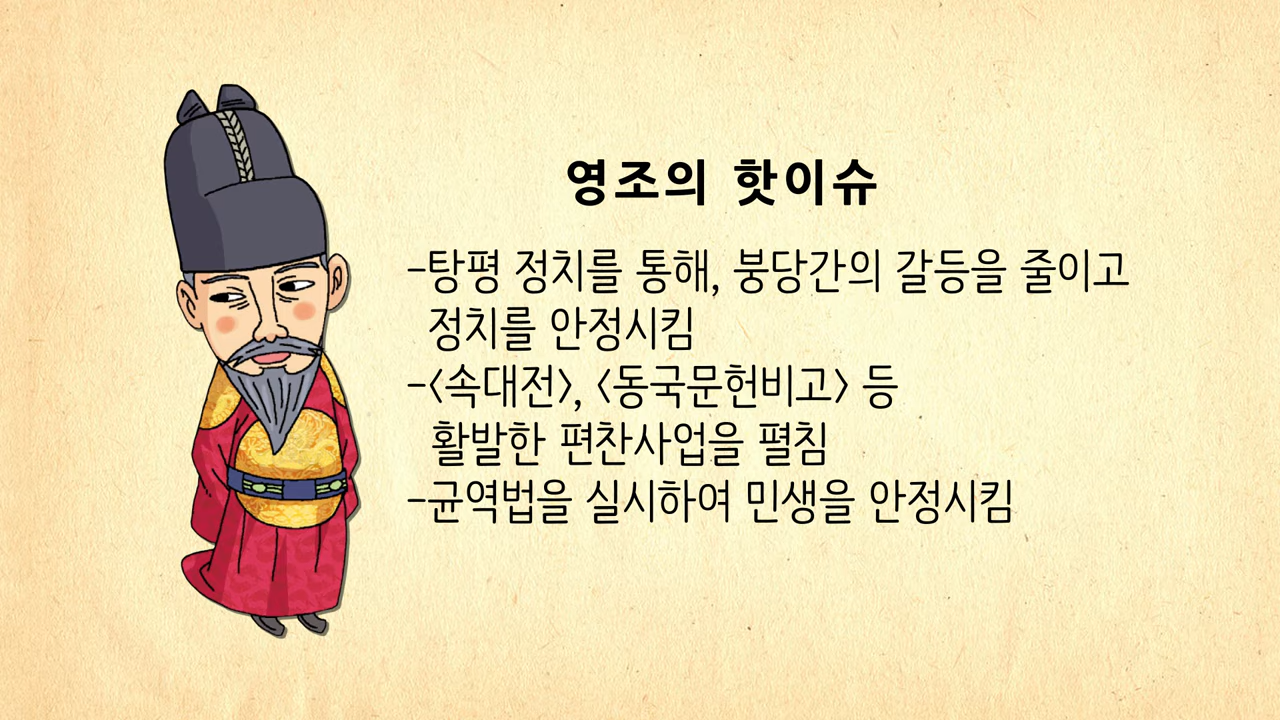 영조의 핫이슈
-탕평 정치를 통해, 붕당간의 갈등을 줄이고
정치를 안정시킴
-<속대전>, <동국문헌비고> 등
활발한 편찬사업을 펼침
-균역법을 실시하여 민생을 안정시킴